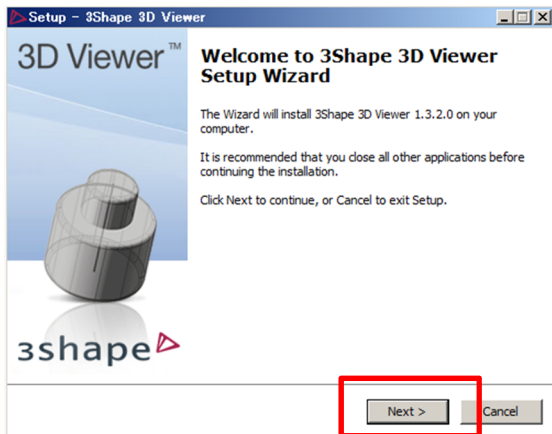 Setup - 3Shape 3D Viewer
3D Viewer™
Welcome to 3Shape 3D Viewer
Setup Wizard
The Wizard will install 3Shape 3D Viewer 1.3.2.0 on your
computer.
It is recommended that you close all other applications before
continuing the installation.
Click Next to continue, or Cancel to exit Setup.
3shape
Next >
Cancel